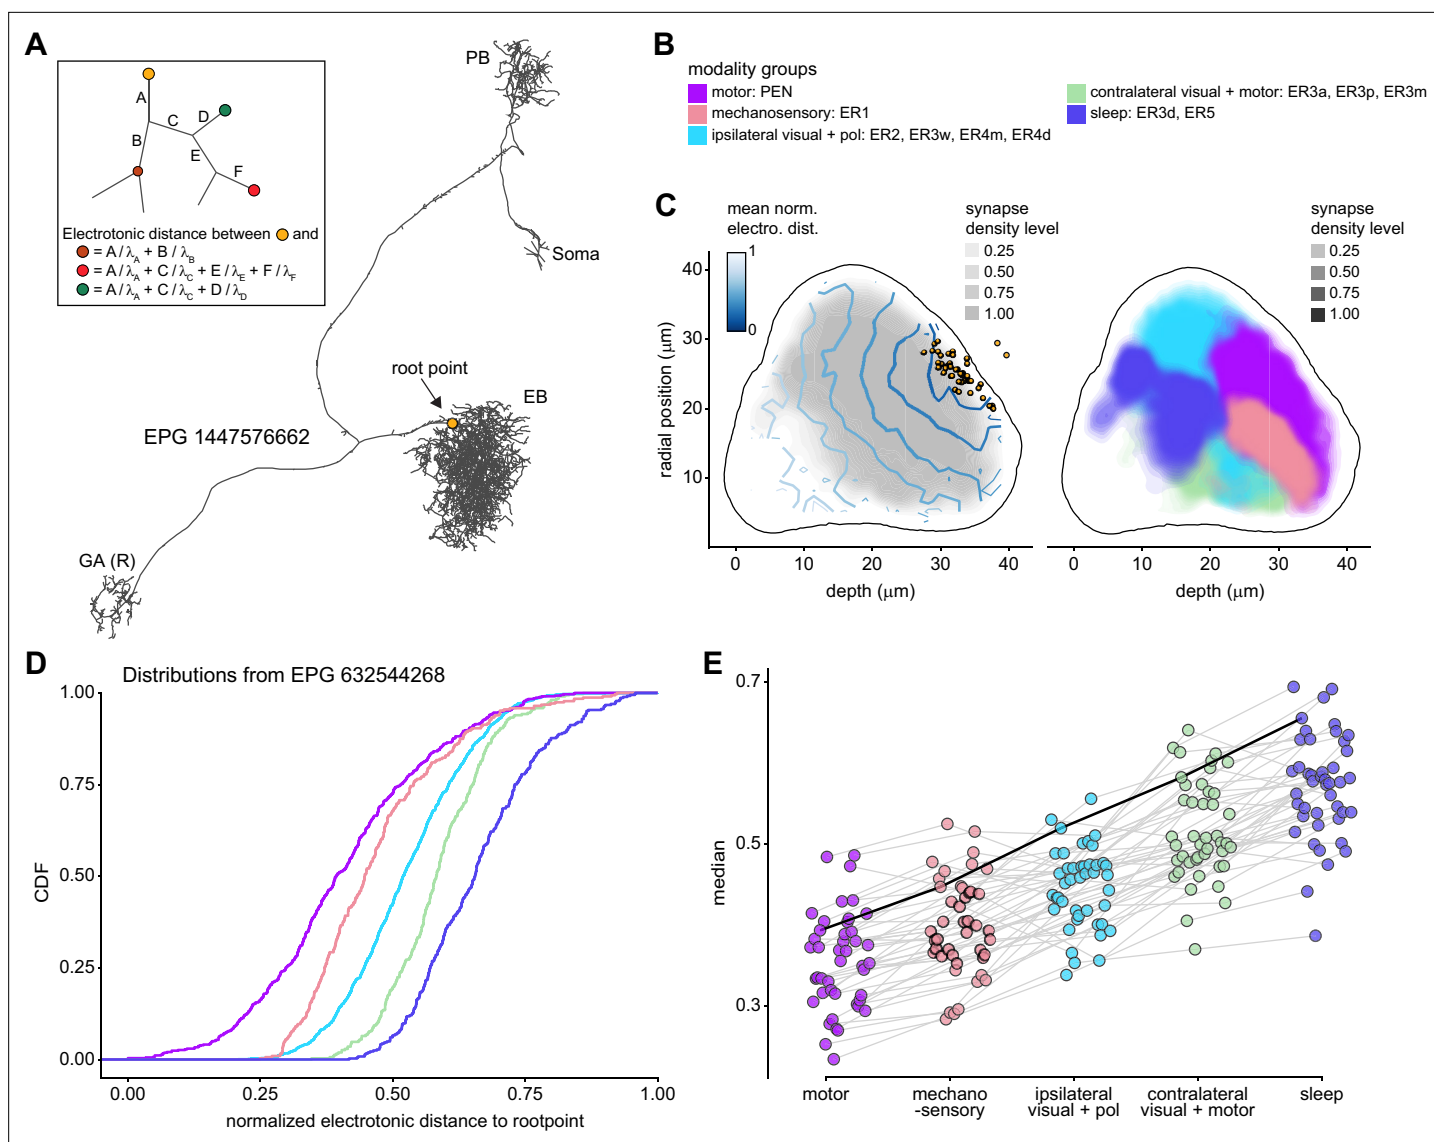 A
PB
A
D
C
B
E
F
Electrotonic distance between and
= A / λA + B / λB
= A / λA + C / λC + E / λE + F / λF
= A / λA + C / λC + D / λD
Soma
root point
EB
EPG 1447576662
GA (R)
B
modality groups
motor: PEN
mechanosensory: ER1
ipsilateral visual + pol: ER2, ER3w, ER4m, ER4d
contralateral visual + motor: ER3a, ER3p, ER3m
sleep: ER3d, ER5
C
mean norm.
electro. dist.
1
0
synapse
density level
0.25
0.50
0.75
1.00
synapse
density level
0.25
0.50
0.75
1.00
radial position (μm)
40
30
20
10
0 10 20 30 40
depth (μm)
0 10 20 30 40
depth (μm)
D
Distributions from EPG 632544268
CDF
1.00
0.75
0.50
0.25
0.00
0.00 0.25 0.50 0.75 1.00
normalized electrotonic distance to rootpoint
E
median
0.7
0.5
0.3
motor
mechano
-sensory
ipsilateral
visual + pol
contralateral
visual + motor
sleep